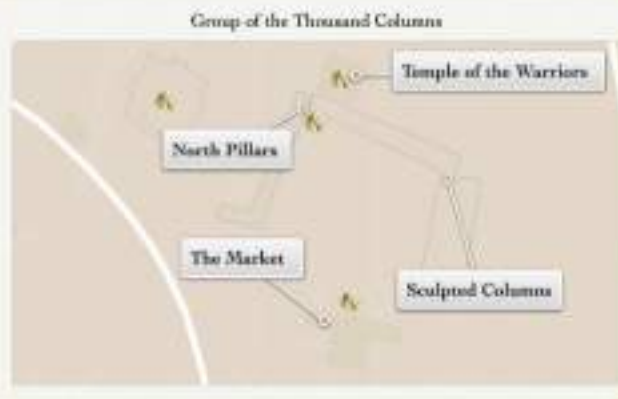 Group of the Thousand Columns
Temple of the Warriors
North Pillars
The Market
Sculpted Columns